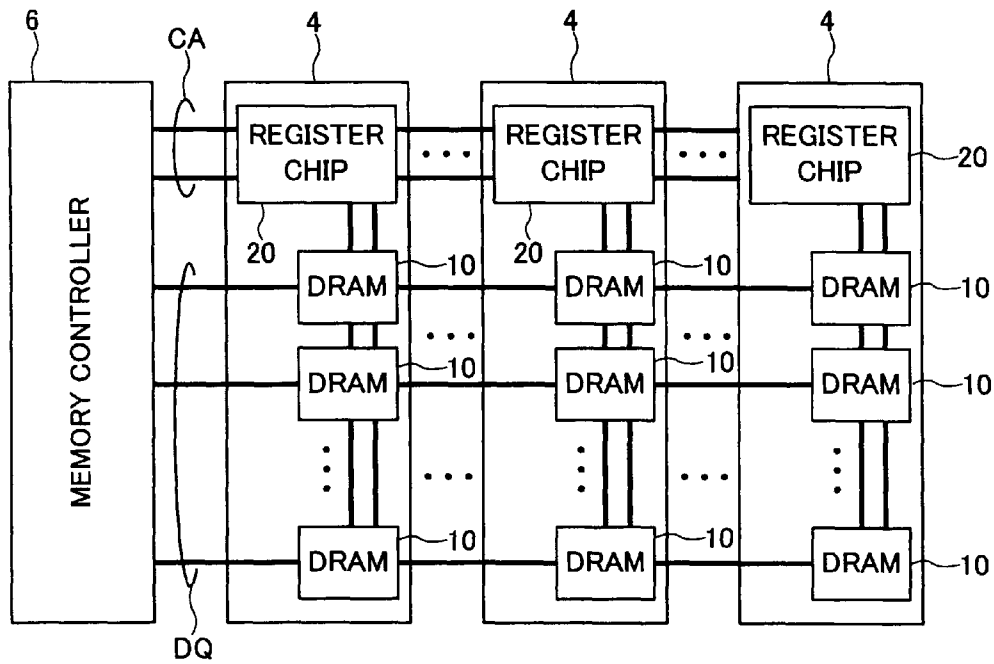 6
CA
4
4
4
REGISTER
CHIP
REGISTER
CHIP
REGISTER
CHIP
20
20
20
MEMORY CONTROLLER
DRAM
10
DRAM
10
DRAM
10
DRAM
10
DRAM
10
DRAM
10
DRAM
10
DRAM
10
DRAM
10
DQ